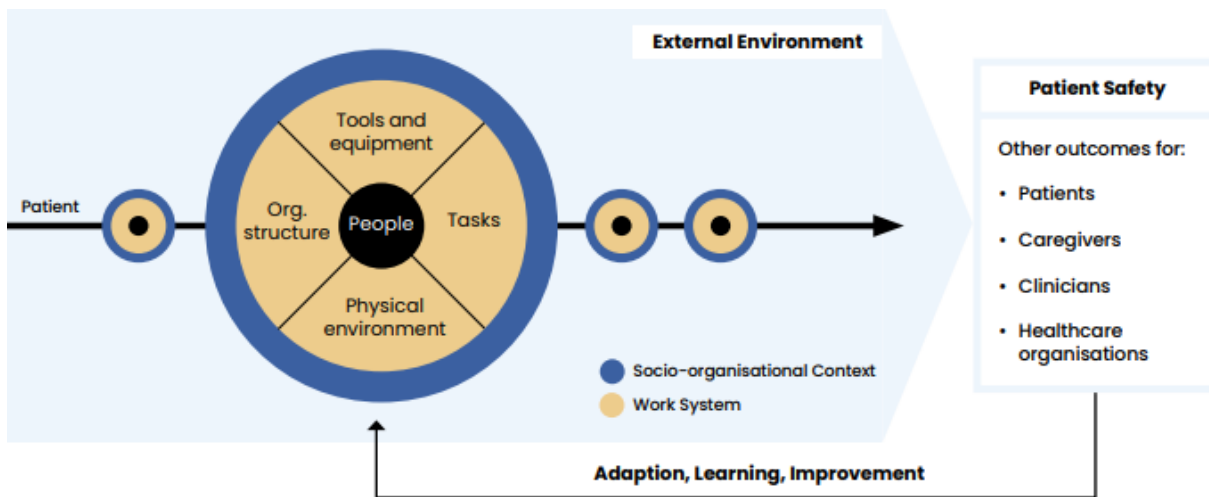 External Environment
Patient Safety
Other outcomes for:
• Patients
• Caregivers
• Clinicians
• Healthcare
organisations
Patient
Tools and
equipment
Org.
structure
People
Tasks
Physical
environment
Socio-organisational Context
Work System
Adaption, Learning, Improvement